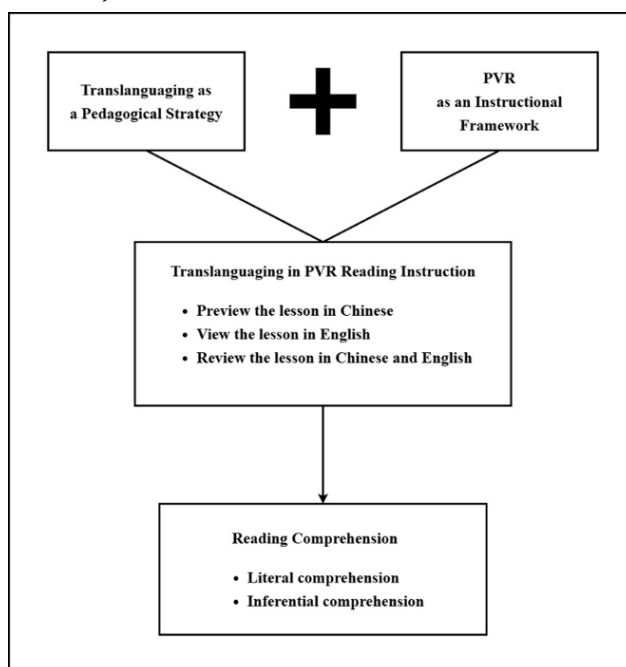 Translanguaging as
a Pedagogical Strategy
PVR
as an Instructional
Framework
Translanguaging in PVR Reading Instruction
• Preview the lesson in Chinese
• View the lesson in English
• Review the lesson in Chinese and English
Reading Comprehension
• Literal comprehension
• Inferential comprehension